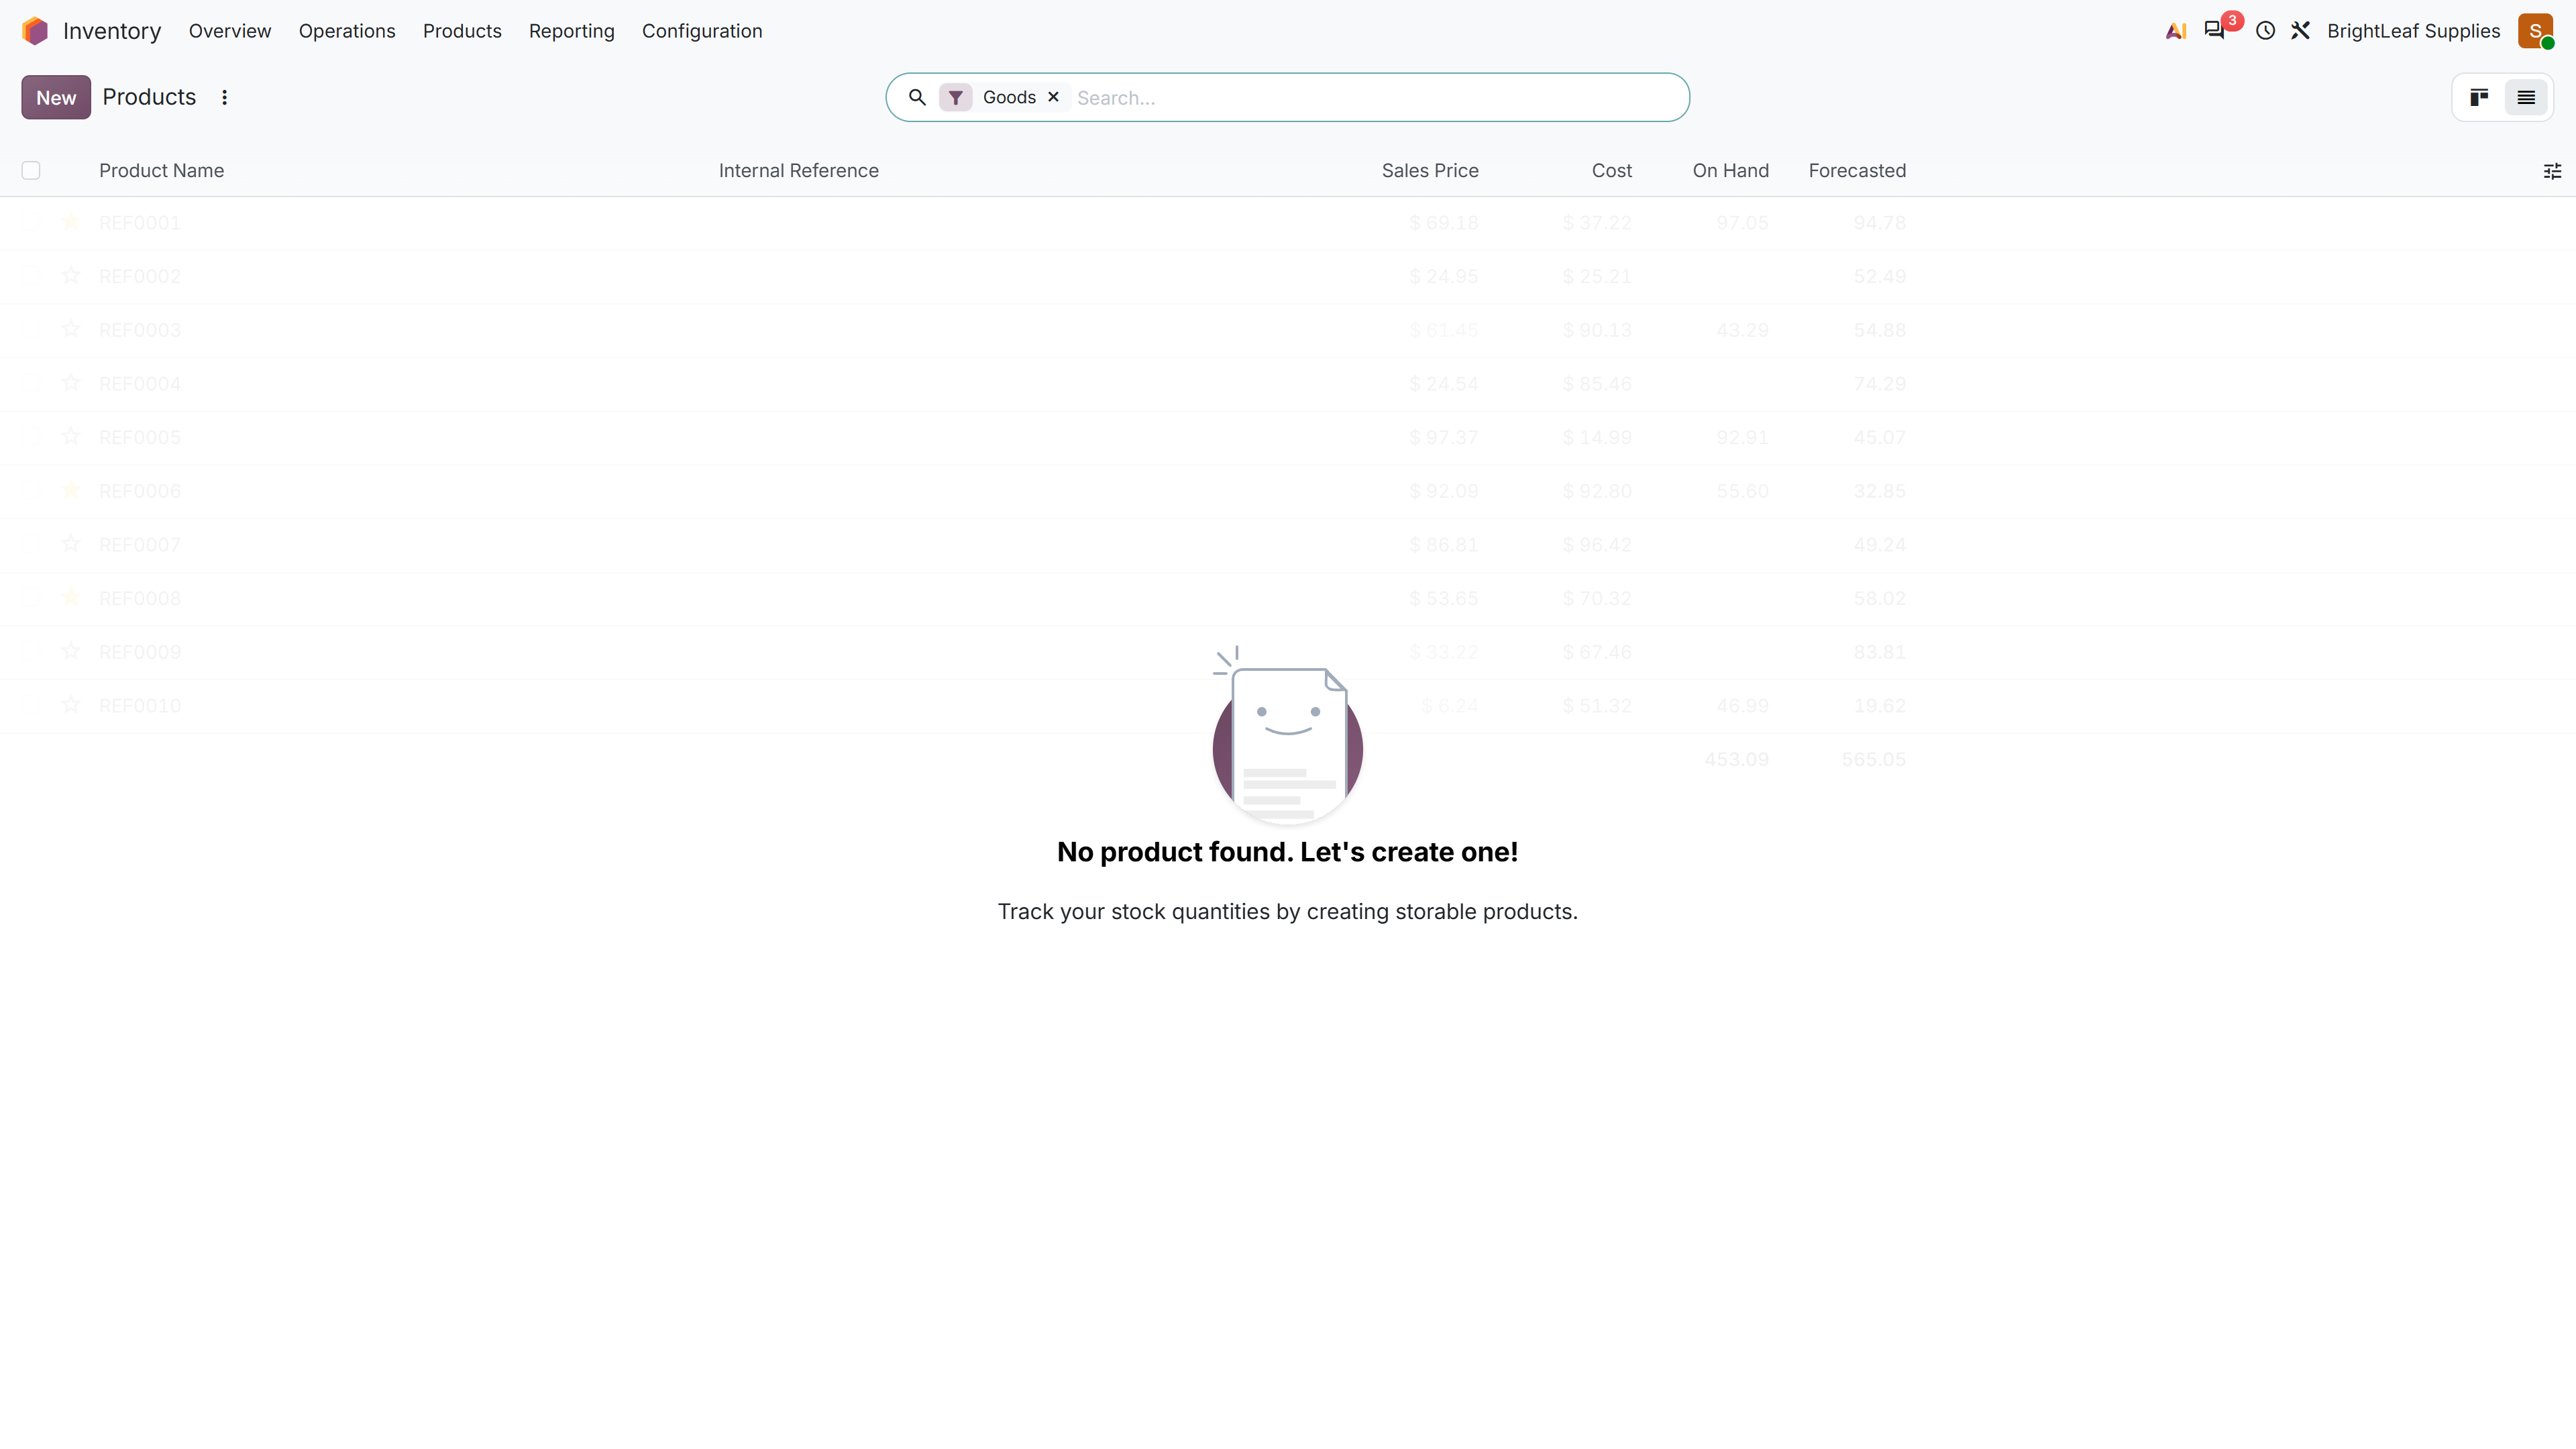 Inventory Overview Operations Products Reporting Configuration AI 3 BrightLeaf Supplies S
New Products Goods Search...
Product Name Internal Reference Sales Price Cost On Hand Forecasted
REF0001 $ 69.18 $ 37.22 97.05 94.78
REF0002 $ 24.95 $ 25.21 52.49
REF0003 $ 61.45 $ 90.13 43.29 54.88
REF0004 $ 24.54 $ 85.46 74.29
REF0005 $ 97.37 $ 14.99 92.91 45.07
REF0006 $ 92.09 $ 92.80 55.60 32.85
REF0007 $ 86.81 $ 96.42 49.24
REF0008 $ 53.65 $ 70.32 58.02
REF0009 $ 33.22 $ 67.46 83.81
REF0010 $ 6.24 $ 51.32 46.99 19.62
453.09 565.05
No product found. Let's create one!
Track your stock quantities by creating storable products.